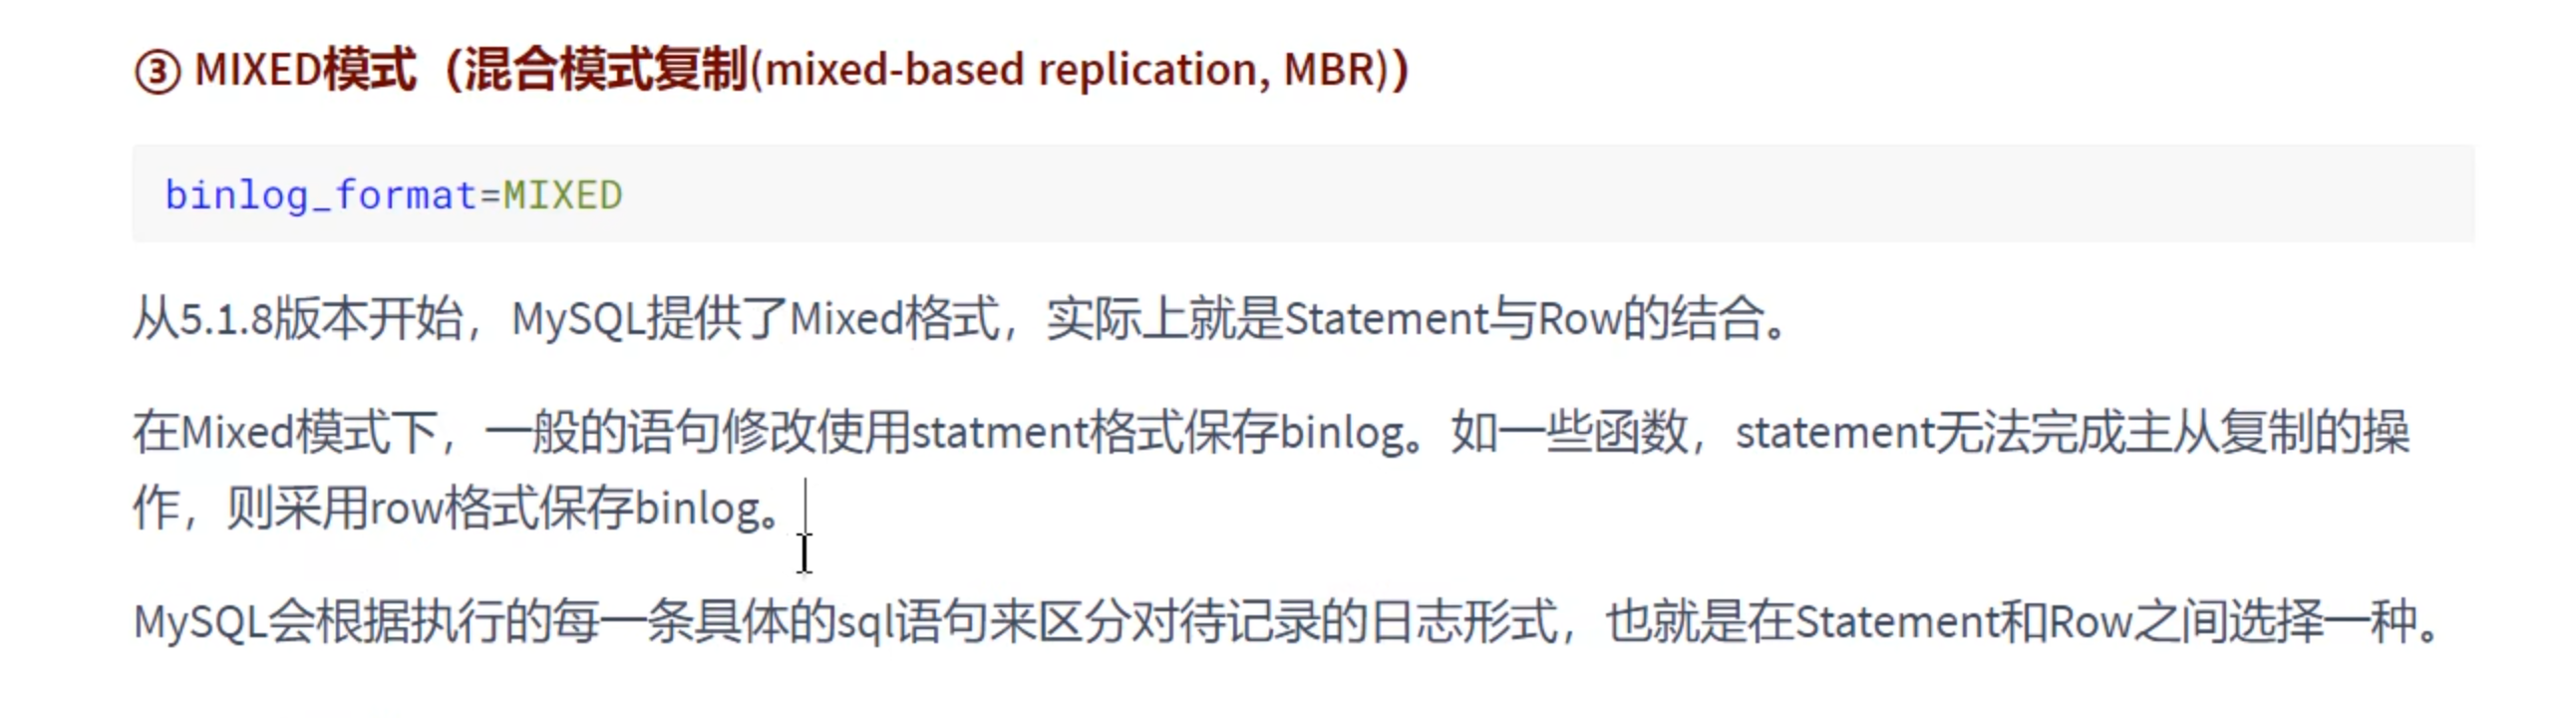 ③ MIXED模式（混合模式复制(mixed-based replication, MBR)）
binlog_format=MIXED
从5.1.8版本开始，MySQL提供了Mixed格式，实际上就是Statement与Row的结合。
在Mixed模式下，一般的语句修改使用statment格式保存binlog。如一些函数，statement无法完成主从复制的操
作，则采用row格式保存binlog。
MySQL会根据执行的每一条具体的sql语句来区分对待记录的日志形式，也就是在Statement和Row之间选择一种。